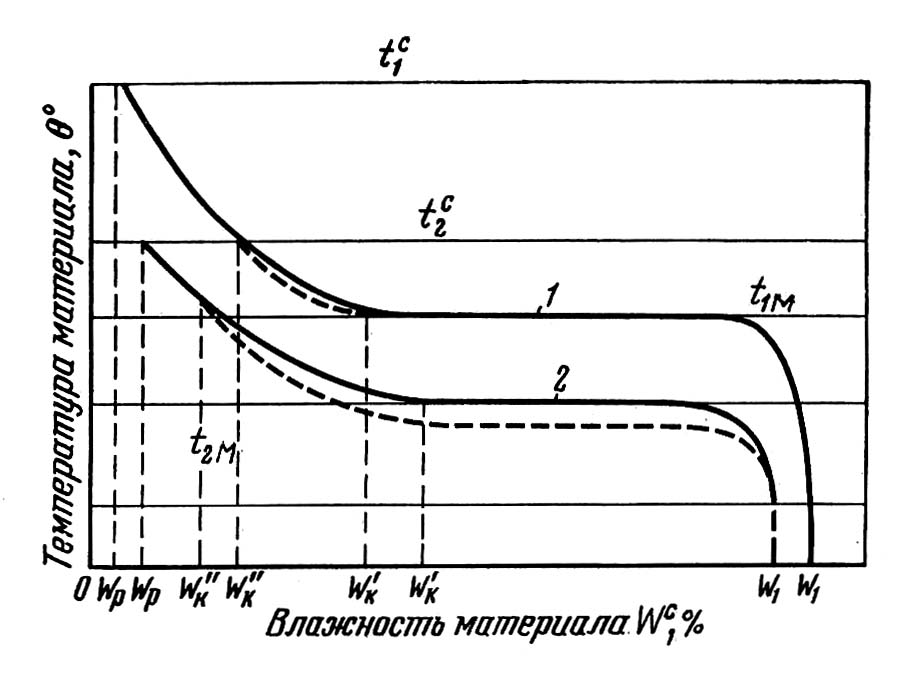 t₁ᶜ
Температура материала, θ°
t₂ᶜ
1
t₁м
2
t₂м
0 Wр Wр Wк″ Wк″ Wк′ Wк′ W₁ W₁
Влажность материала W₁ᶜ,%